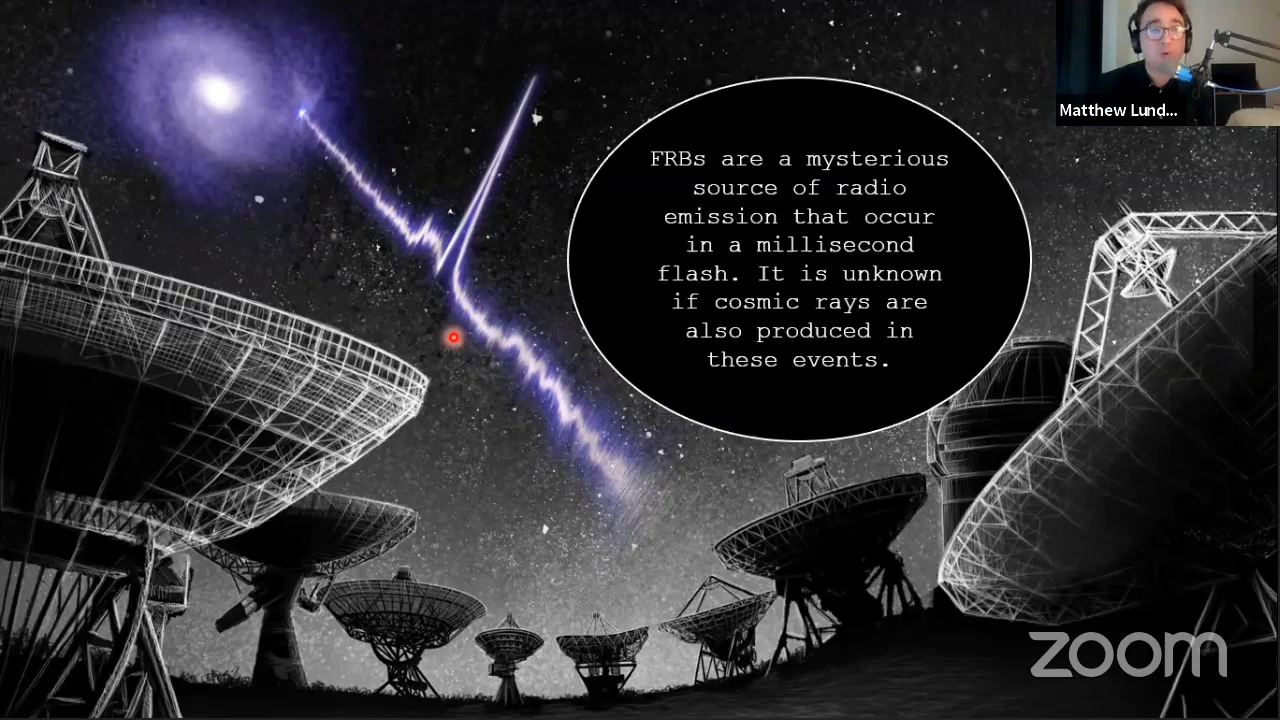 Matthew Lund...
FRBs are a mysterious
source of radio
emission that occur
in a millisecond
flash. It is unknown
if cosmic rays are
also produced in
these events.
zoom